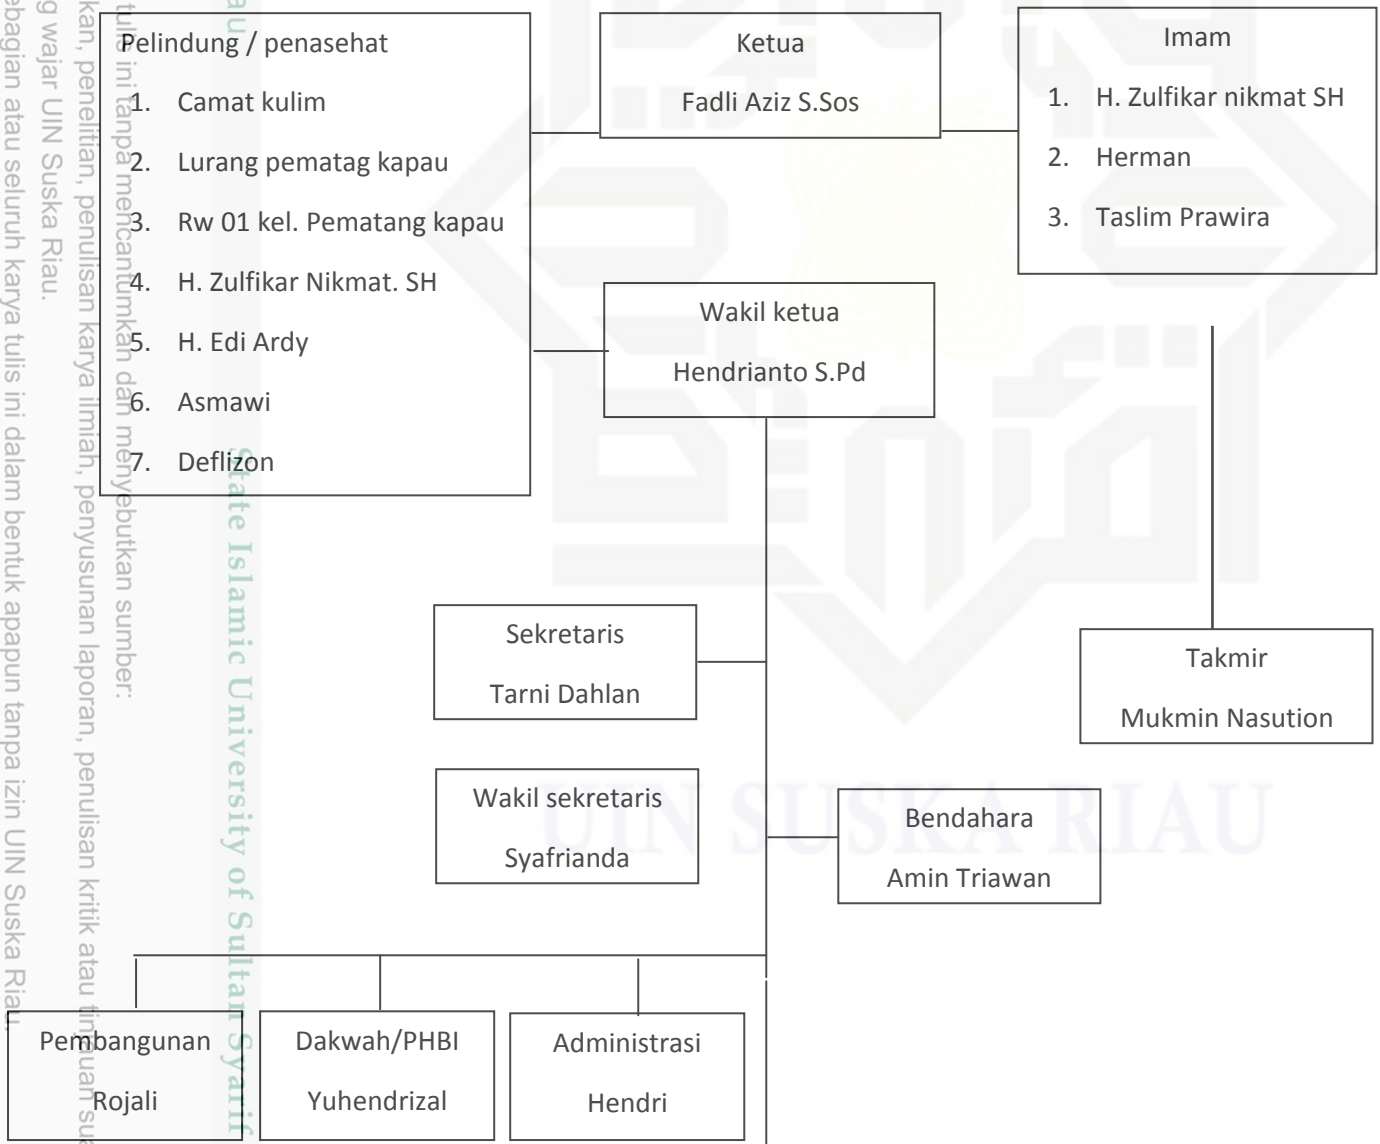 Pelindung / penasehat
1. Camat kulim
2. Lurang pematag kapau
3. Rw 01 kel. Pematang kapau
4. H. Zulfikar Nikmat. SH
5. H. Edi Ardy
6. Asmawi
7. Deflizon
Ketua
Fadli Aziz S.Sos
Imam
1. H. Zulfikar nikmat SH
2. Herman
3. Taslim Prawira
Wakil ketua
Hendrianto S.Pd
Sekretaris
Tarni Dahlan
Takmir
Mukmin Nasution
Wakil sekretaris
Syafrianda
Bendahara
Amin Triawan
Pembangunan
Rojali
Dakwah/PHBI
Yuhendrizal
Administrasi
Hendri
UIN SUSKA RIAU
State Islamic University of Sultan Syarif
tulis ini tanpa mencantumkan dan menyebutkan sumber:
kan, penelitian, penulisan karya ilmiah, penyusunan laporan, penulisan kritik atau tinjauan
wajar UIN Suska Riau.
ebagian atau seluruh karya tulis ini dalam bentuk apapun tanpa izin UIN Suska Riau.